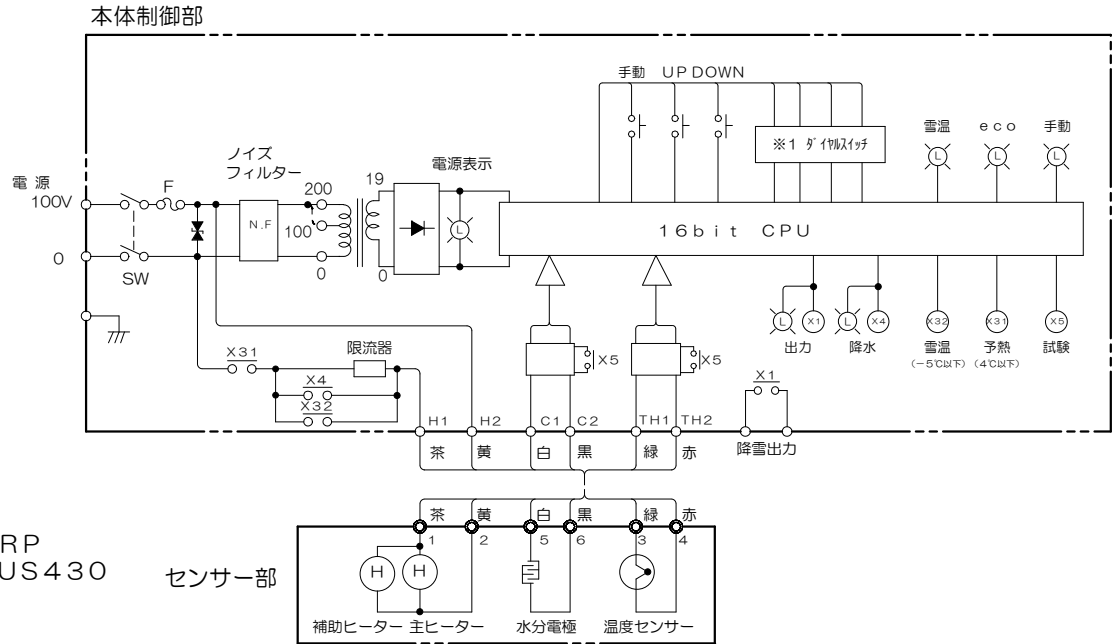 本体制御部
手動 UP DOWN
※1 ﾀﾞｲﾔﾙｽｲｯﾁ
雪温 eco 手動
L L L
ノイズ
フィルター
電源表示
電源
100V
F
N.F
200
100
0
19
0
L
16bit CPU
0
SW
L X1 L X4 X32 X31 X5
出力 降水 雪温 予熱 試験
(-5℃以下) (4℃以下)
X31
限流器
X4
X32
X5 X5
X1
H1 H2 C1 C2 TH1 TH2
降雪出力
茶 黄 白 黒 緑 赤
茶 黄 白 黒 緑 赤
1 2 5 6 3 4
H H
RP
US430
センサー部
補助ヒーター 主ヒーター 水分電極 温度センサー